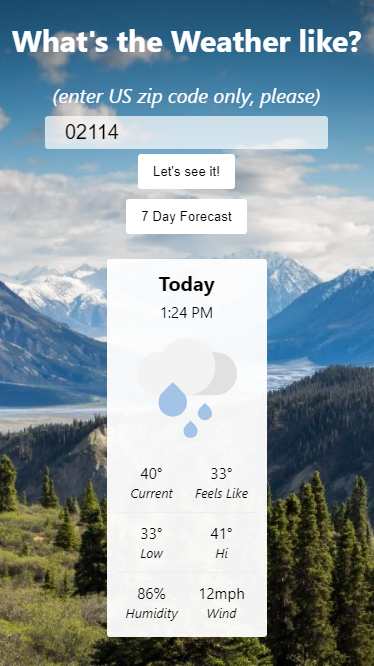 What's the Weather like?
(enter US zip code only, please)
02114
Let's see it!
7 Day Forecast
Today
1:24 PM
40° 33°
Current Feels Like
33° 41°
Low Hi
86% 12mph
Humidity Wind